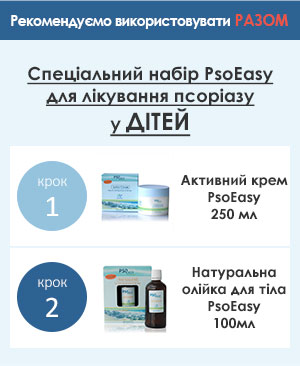 Рекомендуємо використовувати РАЗОМ
Спеціальний набір PsoEasy
для лікування псоріазу
у ДІТЕЙ
крок
1
Активний крем
PsoEasy
250 мл
крок
2
PSO
Натуральна
олійка для тіла
PsoEasy
100мл